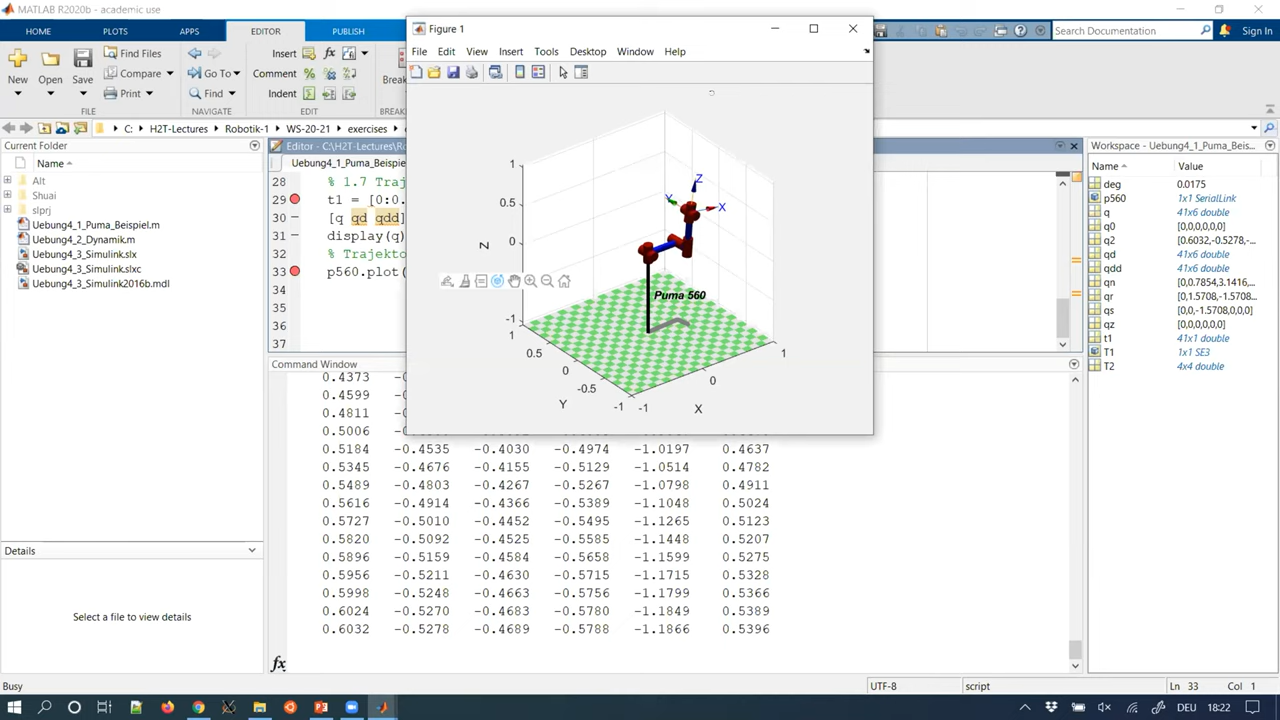 MATLAB R2020b - academic use
HOME PLOTS APPS EDITOR PUBLISH
Search Documentation
Sign In
New Open Save
Find Files
Compare
Print
Insert
Comment
Indent
Go To
Find
Break
FILE NAVIGATE EDIT BREAK
C: H2T-Lectures Robotik-1 WS-20-21 exercises
Current Folder
Name
Alt
Shuai
slprj
Uebung4_1_Puma_Beispiel.m
Uebung4_2_Dynamik.m
Uebung4_3_Simulink.slx
Uebung4_3_Simulink.slxc
Uebung4_3_Simulink2016b.mdl
Details
Select a file to view details
Editor - C:\H2T-Lectures\Ro
Uebung4_1_Puma_Beispie
28 % 1.7 Traj
29 t1 = [0:0.
30 [q qd qdd]
31 display(q)
32 % Trajekto
33 p560.plot(
34
35
36
37
Figure 1
File Edit View Insert Tools Desktop Window Help
1
0.5
0
-1
Z
Z
Y
X
Puma 560
1
0.5
0
-0.5
-1
Y
-1
0
1
X
Command Window
0.4373 -0
0.4599 -0
0.4811 -0
0.5006 -0
0.5184 -0.4535 -0.4030 -0.4974 -1.0197 0.4637
0.5345 -0.4676 -0.4155 -0.5129 -1.0514 0.4782
0.5489 -0.4803 -0.4267 -0.5267 -1.0798 0.4911
0.5616 -0.4914 -0.4366 -0.5389 -1.1048 0.5024
0.5727 -0.5010 -0.4452 -0.5495 -1.1265 0.5123
0.5820 -0.5092 -0.4525 -0.5585 -1.1448 0.5207
0.5896 -0.5159 -0.4584 -0.5658 -1.1599 0.5275
0.5956 -0.5211 -0.4630 -0.5715 -1.1715 0.5328
0.5998 -0.5248 -0.4663 -0.5756 -1.1799 0.5366
0.6024 -0.5270 -0.4683 -0.5780 -1.1849 0.5389
0.6032 -0.5278 -0.4689 -0.5788 -1.1866 0.5396
fx
Workspace - Uebung4_1_Puma_Beis...
Name Value
deg 0.0175
p560 1x1 SerialLink
q 41x6 double
q0 [0,0,0,0,0,0]
q2 [0.6032,-0.5278,-...
qd 41x6 double
qdd 41x6 double
qn [0,0.7854,3.1416,...
qr [0,1.5708,-1.5708...
qs [0,0,-1.5708,0,0,0]
qz [0,0,0,0,0,0]
t1 41x1 double
T1 1x1 SE3
T2 4x4 double
Busy
UTF-8
script
Ln 33 Col 1
DEU 18:22